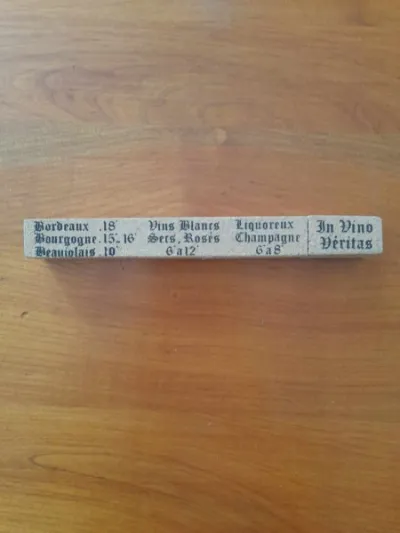 Bordeaux .18°
Bourgogne.15°.16°
Beaujolais.10°
Vins Blancs
Secs, Rosés
6°à12°
Liquoreux
Champagne
6°à8°
In Vino
Véritas